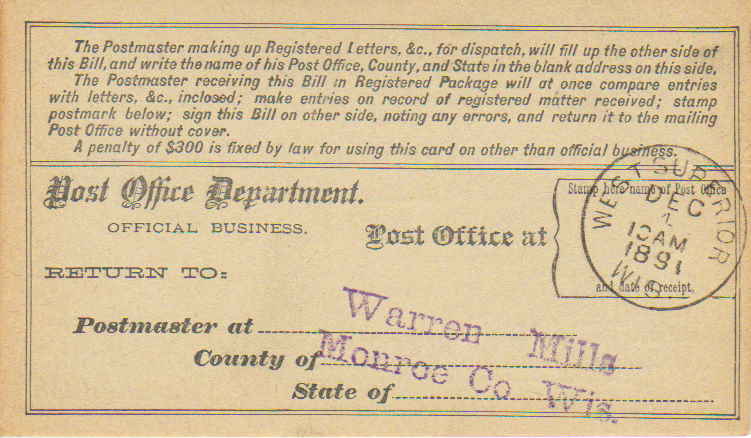 The Postmaster making up Registered Letters, &c., for dispatch, will fill up the other side of
this Bill, and write the name of his Post Office, County, and State in the blank address on this side,
The Postmaster receiving this Bill in Registered Package will at once compare entries
with letters, &c., inclosed; make entries on record of registered matter received; stamp
postmark below; sign this Bill on other side, noting any errors, and return it to the mailing
Post Office without cover.
A penalty of $300 is fixed by law for using this card on other than official business.
Post Office Department.
OFFICIAL BUSINESS.
Post Office at
Stamp here name of Post Office
and date of receipt.
WEST SUPERIOR
DEC
10AM
1891
WIS.
RETURN TO:
Postmaster at
Warren Mills
County of
Monroe Co Wis.
State of